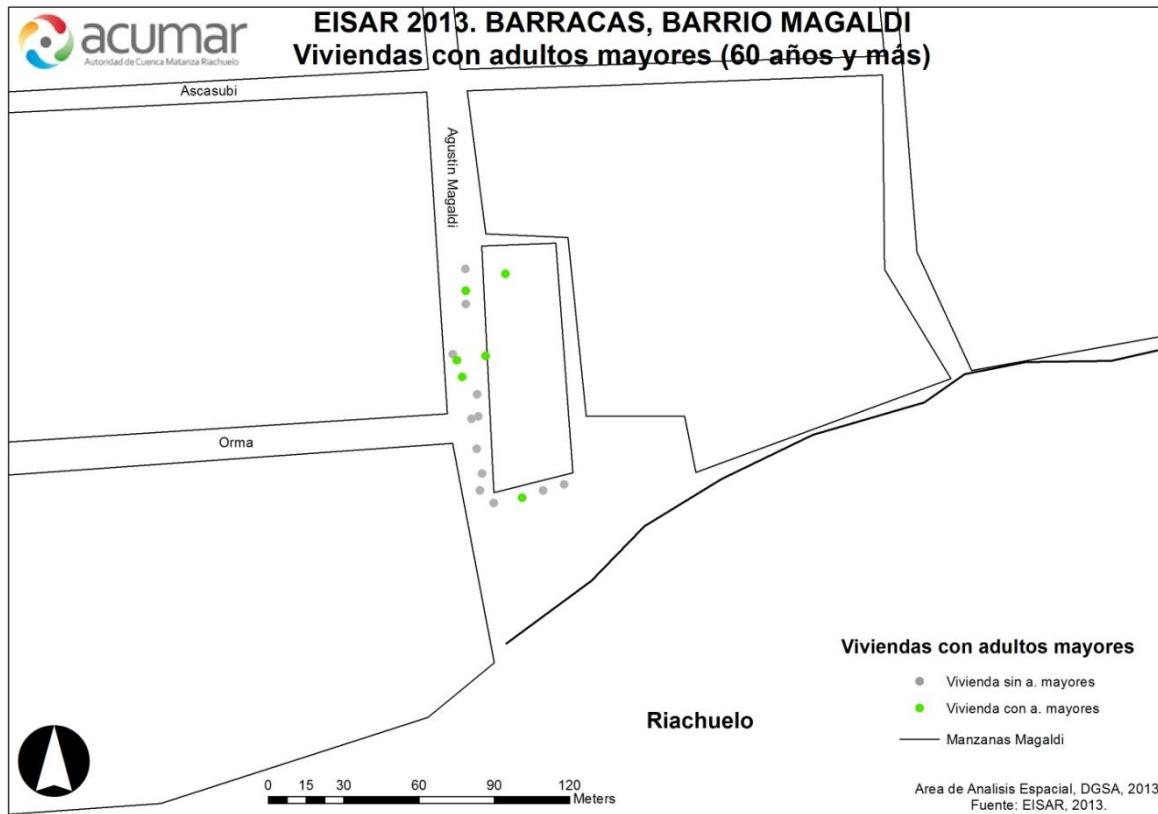 acumar
Autoridad de Cuenca Matanza Riachuelo
EISAR 2013. BARRACAS, BARRIO MAGALDI
Viviendas con adultos mayores (60 años y más)
Ascasubi
Agustin Magaldi
Orma
Riachuelo
Viviendas con adultos mayores
Vivienda sin a. mayores
Vivienda con a. mayores
Manzanas Magaldi
0 15 30 60 90 120
Meters
Area de Analisis Espacial, DGSA, 2013
Fuente: EISAR, 2013.